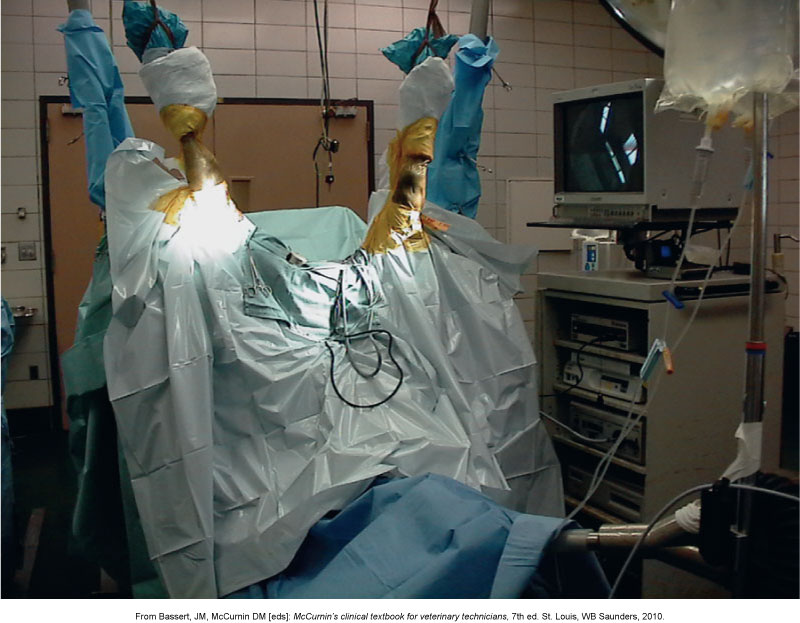 From Bassert, JM, McCurnin DM [eds]: McCurnin's clinical textbook for veterinary technicians, 7th ed. St. Louis, WB Saunders, 2010.